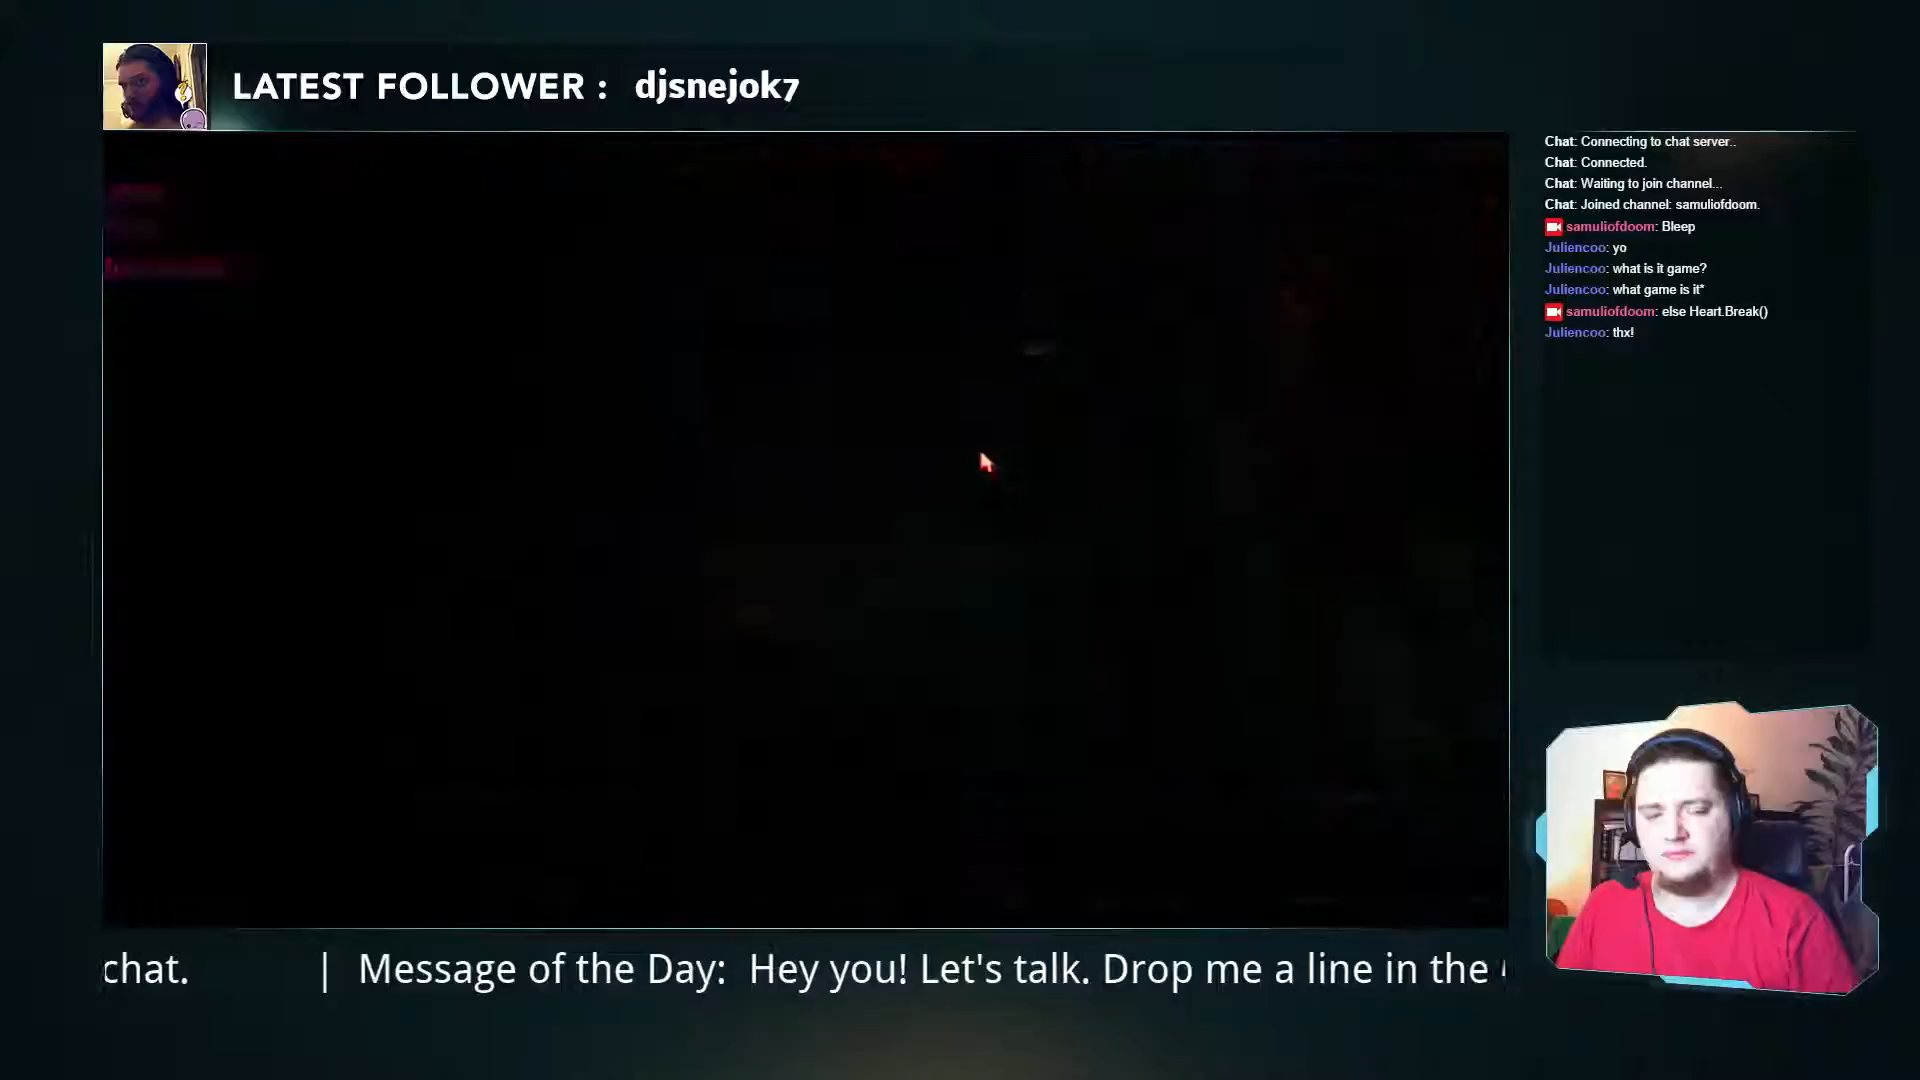 LATEST FOLLOWER : djsnejok7
Chat: Connecting to chat server..
Chat: Connected.
Chat: Waiting to join channel...
Chat: Joined channel: samuliofdoom.
samuliofdoom: Bleep
Juliencoo: yo
Juliencoo: what is it game?
Juliencoo: what game is it*
samuliofdoom: else Heart.Break()
Juliencoo: thx!
chat. | Message of the Day: Hey you! Let's talk. Drop me a line in the